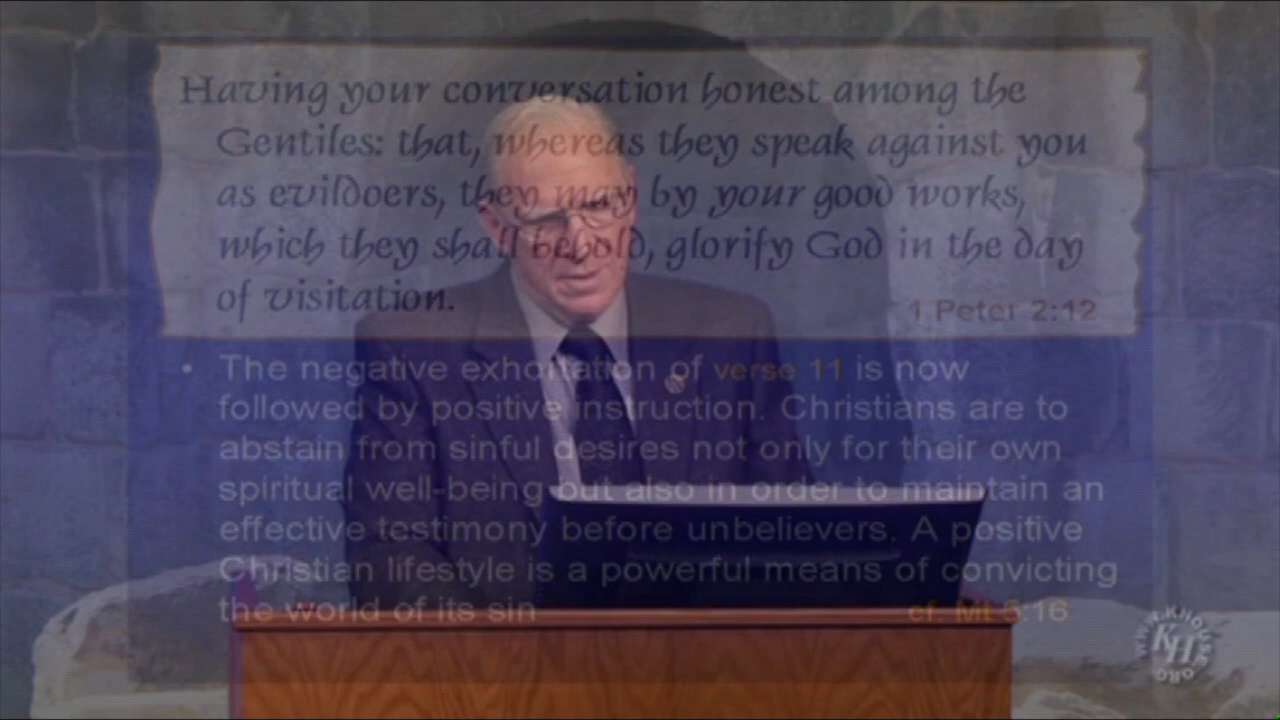 Having your conversation honest among the
Gentiles: that, whereas they speak against you
as evildoers, they may by your good works,
which they shall behold, glorify God in the day
of visitation.
1 Peter 2:12
• The negative exhortation of verse 11 is now
followed by positive instruction. Christians are to
abstain from sinful desires not only for their own
spiritual well-being but also in order to maintain an
effective testimony before unbelievers. A positive
Christian lifestyle is a powerful means of convicting
the world of its sin
cf. Mt 5:16
WWW.KHOUSE.ORG
KH